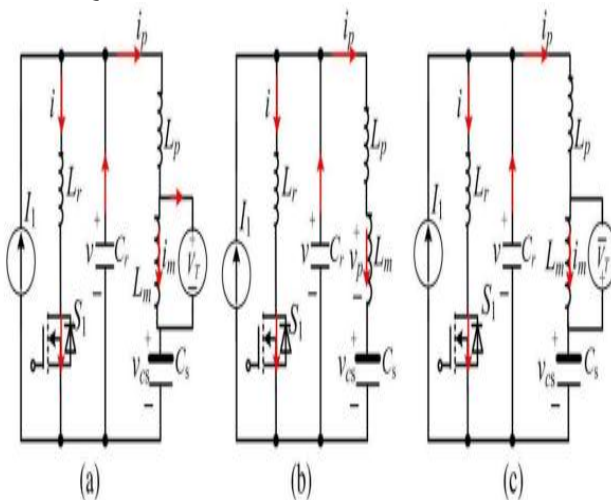 i_p i_p i_p
i L_p i L_p i L_p
I_1 L_r I_1 L_r I_1 L_r
+ v C_r − i_m L_m + V_T − + v C_r − + v_p − L_m + v C_r − L_m i_m − V_T +
S_1 S_1 S_1
+ v_cs − C_s + v_cs − C_s + v_cs − C_s
(a) (b) (c)